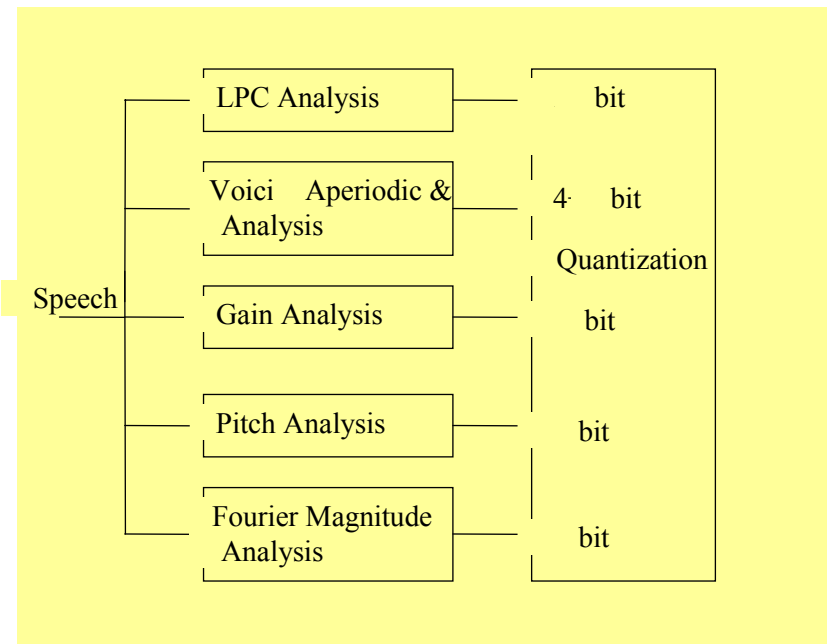 LPC Analysis
bit
Voici Aperiodic &
Analysis
4- bit
Quantization
Speech
Gain Analysis
bit
Pitch Analysis
bit
Fourier Magnitude
Analysis
bit